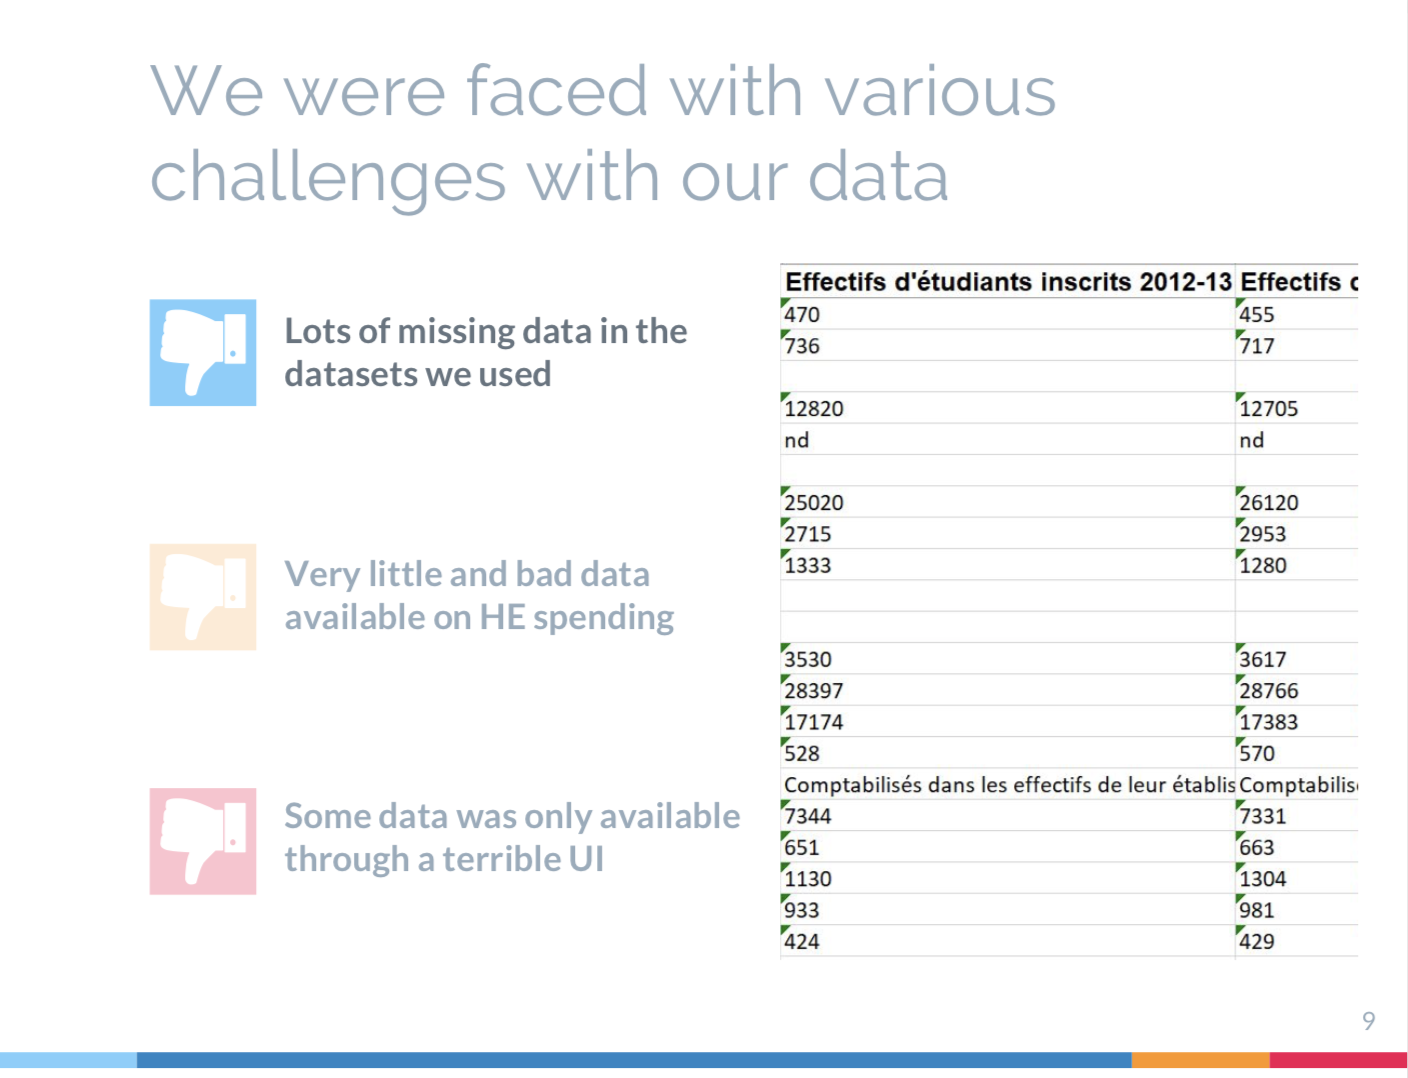 We were faced with various
challenges with our data
Lots of missing data in the
datasets we used
Very little and bad data
available on HE spending
Some data was only available
through a terrible UI
Effectifs d'étudiants inscrits 2012-13 Effectifs
470 455
736 717
12820 12705
nd nd
25020 26120
2715 2953
1333 1280
3530 3617
28397 28766
17174 17383
528 570
Comptabilisés dans les effectifs de leur établis Comptabilis
7344 7331
651 663
1130 1304
933 981
424 429
9